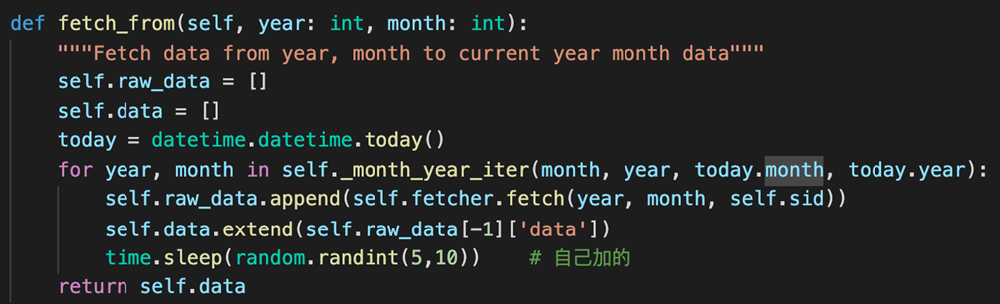 def fetch_from(self, year: int, month: int):
    """Fetch data from year, month to current year month data"""
    self.raw_data = []
    self.data = []
    today = datetime.datetime.today()
    for year, month in self._month_year_iter(month, year, today.month, today.year):
        self.raw_data.append(self.fetcher.fetch(year, month, self.sid))
        self.data.extend(self.raw_data[-1]['data'])
        time.sleep(random.randint(5,10))    # 自己加的
    return self.data